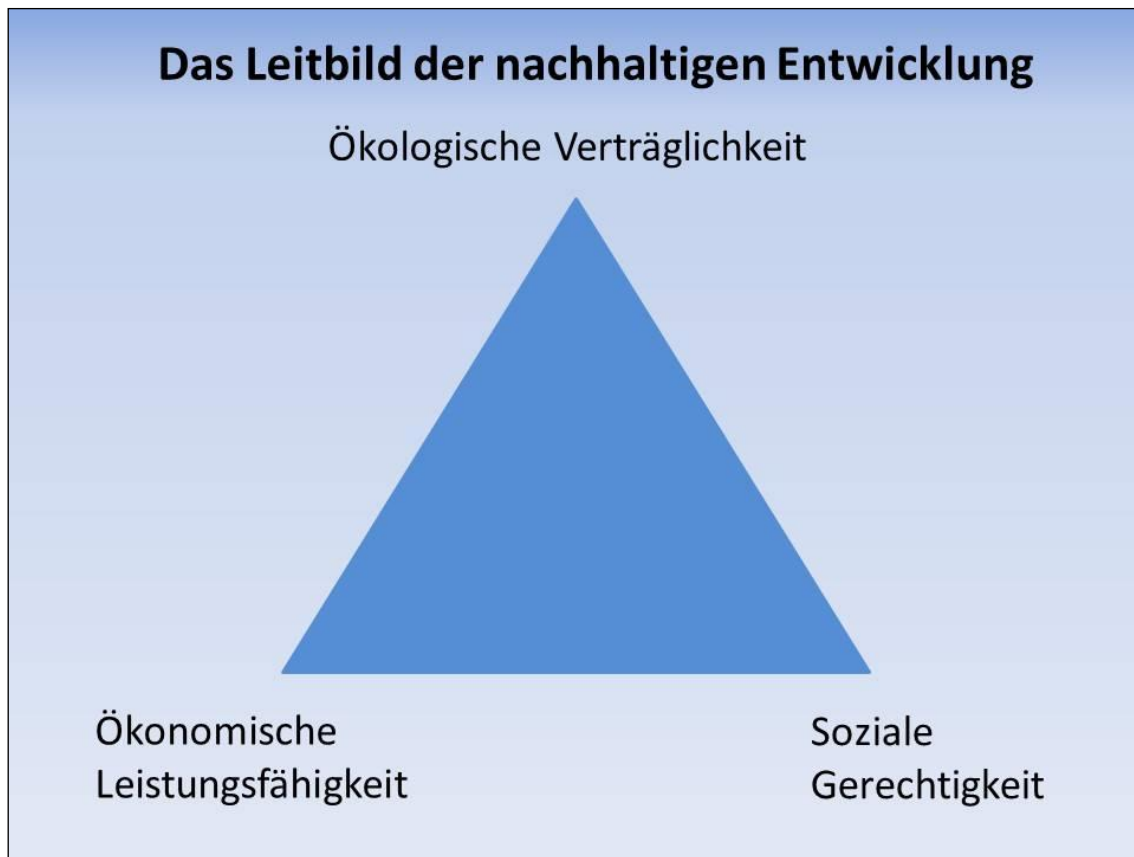 Das Leitbild der nachhaltigen Entwicklung
Ökologische Verträglichkeit
Ökonomische
Leistungsfähigkeit
Soziale
Gerechtigkeit